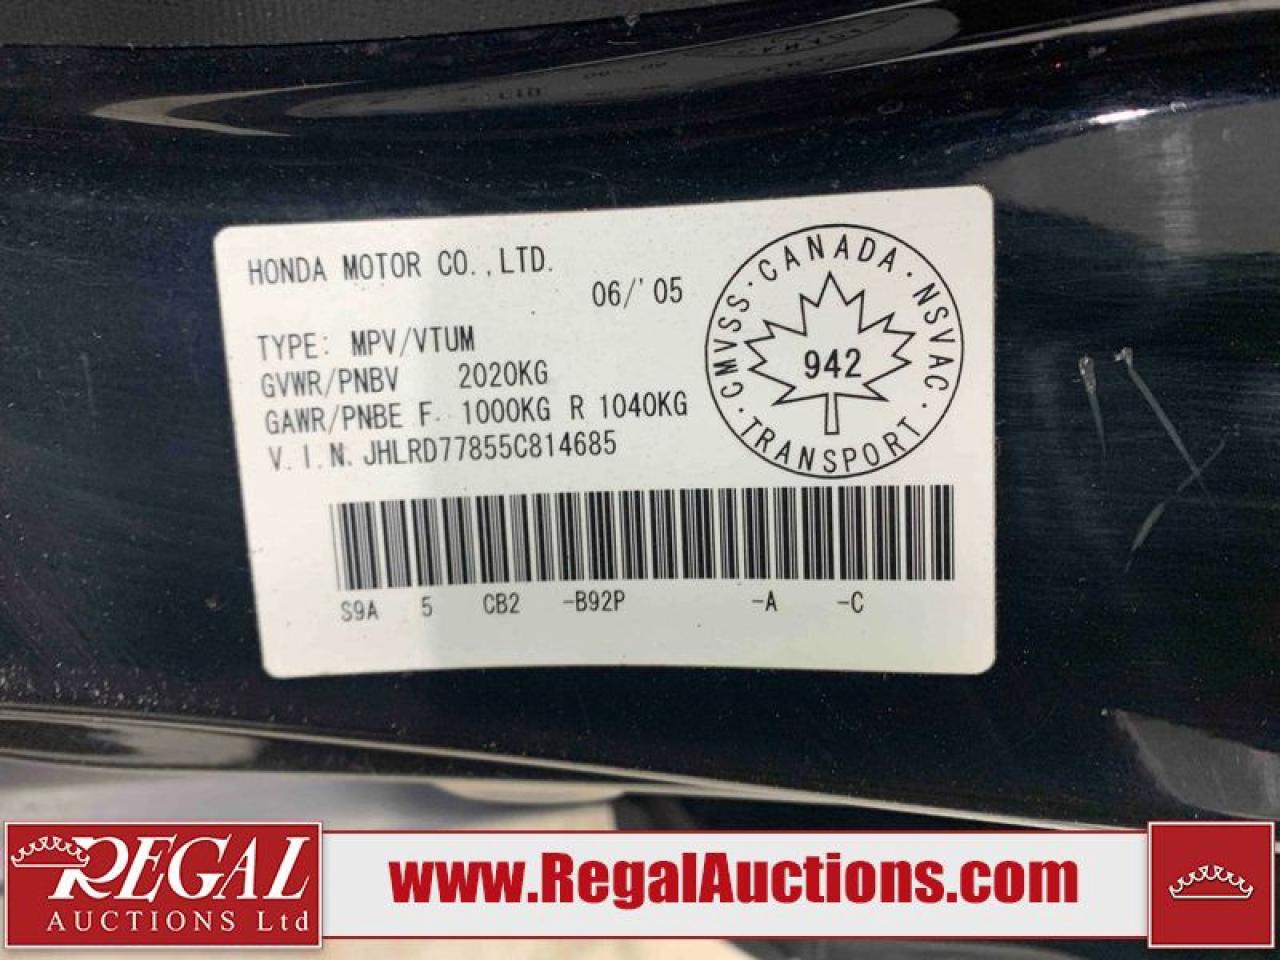 HONDA MOTOR CO.,LTD.
06/'05
TYPE: MPV/VTUM
GVWR/PNBV 2020KG
GAWR/PNBE F 1000KG R 1040KG
V.I.N. JHLRD77855C814685
CANADA · NSVAC · TRANSPORT · CMVSS ·
942
S9A 5 CB2 -B92P -A -C
REGAL
AUCTIONS Ltd
www.RegalAuctions.com